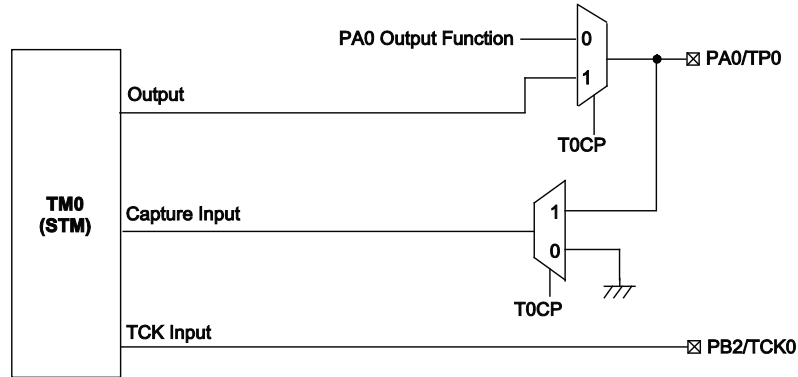 PA0 Output Function
0
PA0/TP0
1
Output
T0CP
TM0
(STM)
Capture Input
1
0
T0CP
TCK Input
PB2/TCK0